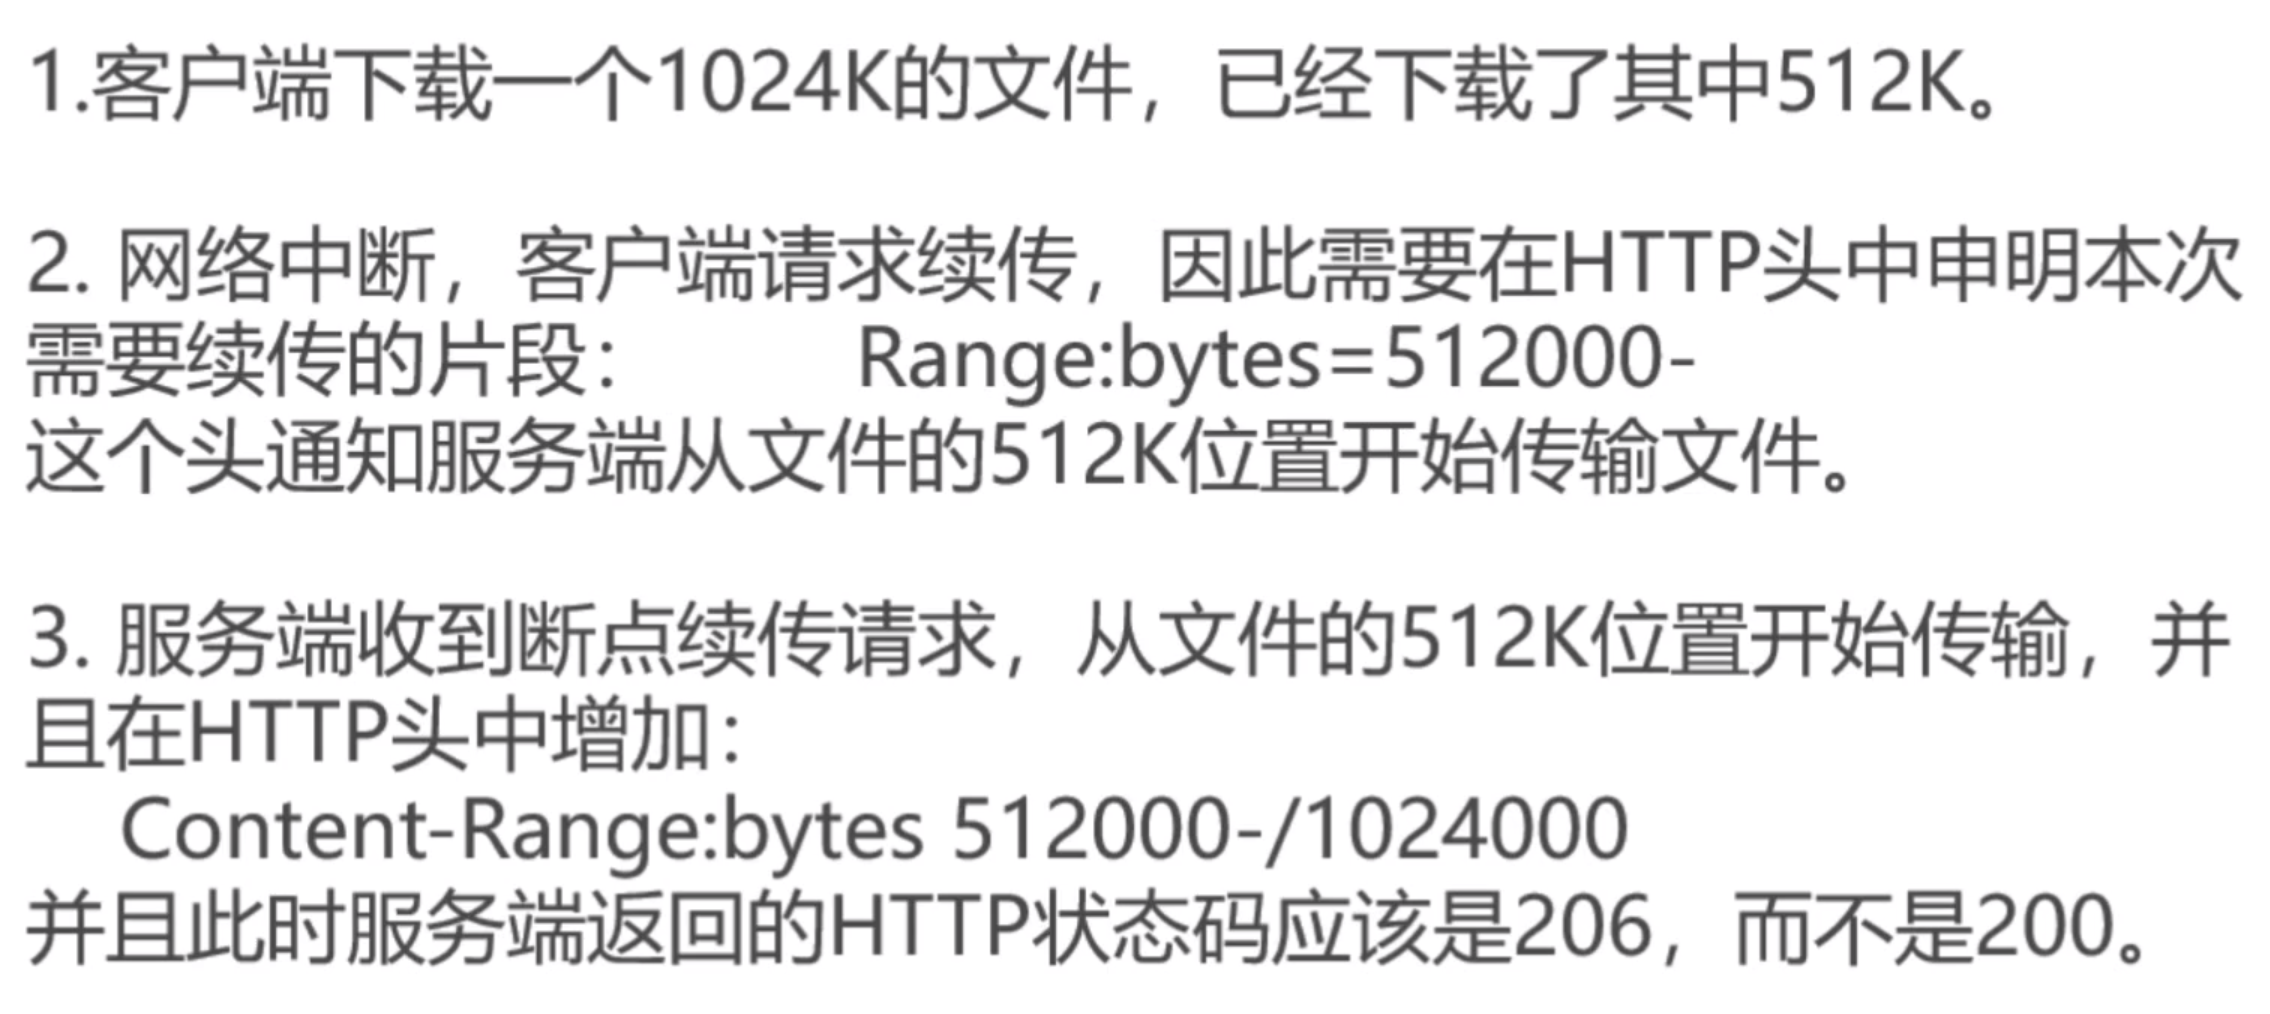 1.客户端下载一个1024K的文件，已经下载了其中512K。
2. 网络中断，客户端请求续传，因此需要在HTTP头中申明本次
需要续传的片段： Range:bytes=512000-
这个头通知服务端从文件的512K位置开始传输文件。
3. 服务端收到断点续传请求，从文件的512K位置开始传输，并
且在HTTP头中增加：
Content-Range:bytes 512000-/1024000
并且此时服务端返回的HTTP状态码应该是206，而不是200。